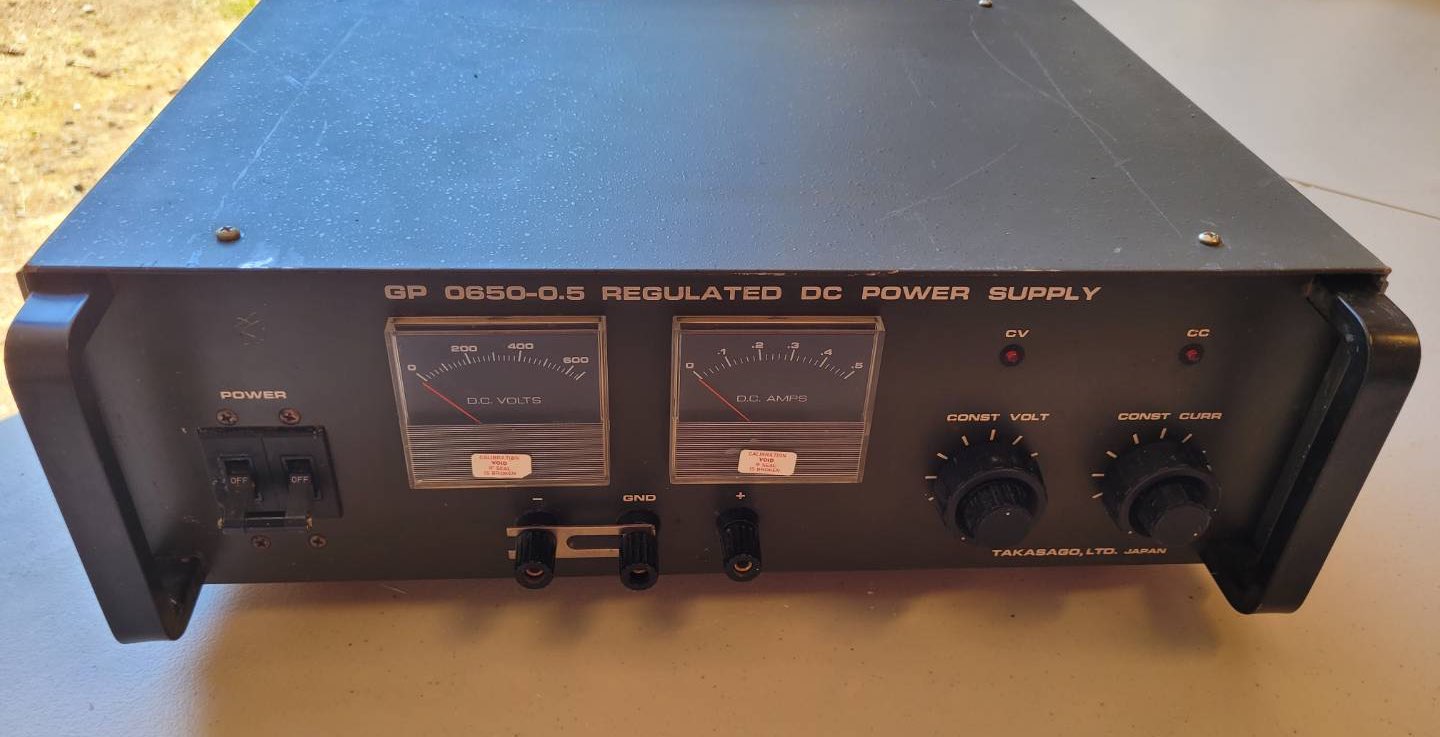 GP 0650-0.5 REGULATED DC POWER SUPPLY
0 200 400 600
D.C. VOLTS
CALIBRATION
VOID
IF SEAL
IS BROKEN
0 .1 .2 .3 .4 .5
D.C. AMPS
CALIBRATION
VOID
IF SEAL
IS BROKEN
CV
CC
POWER
OFF OFF
CONST VOLT
CONST CURR
− GND +
TAKASAGO, LTD. JAPAN